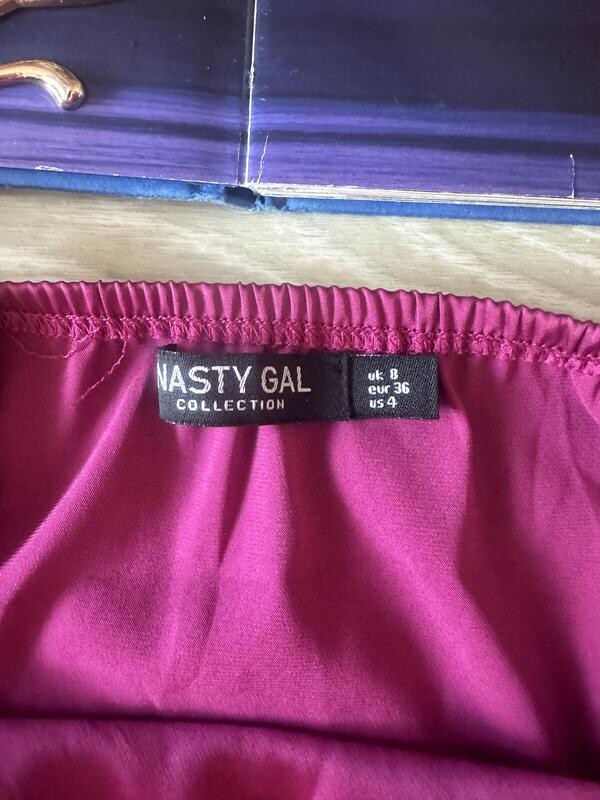 NASTY GAL
COLLECTION
uk 8
eur 36
us 4